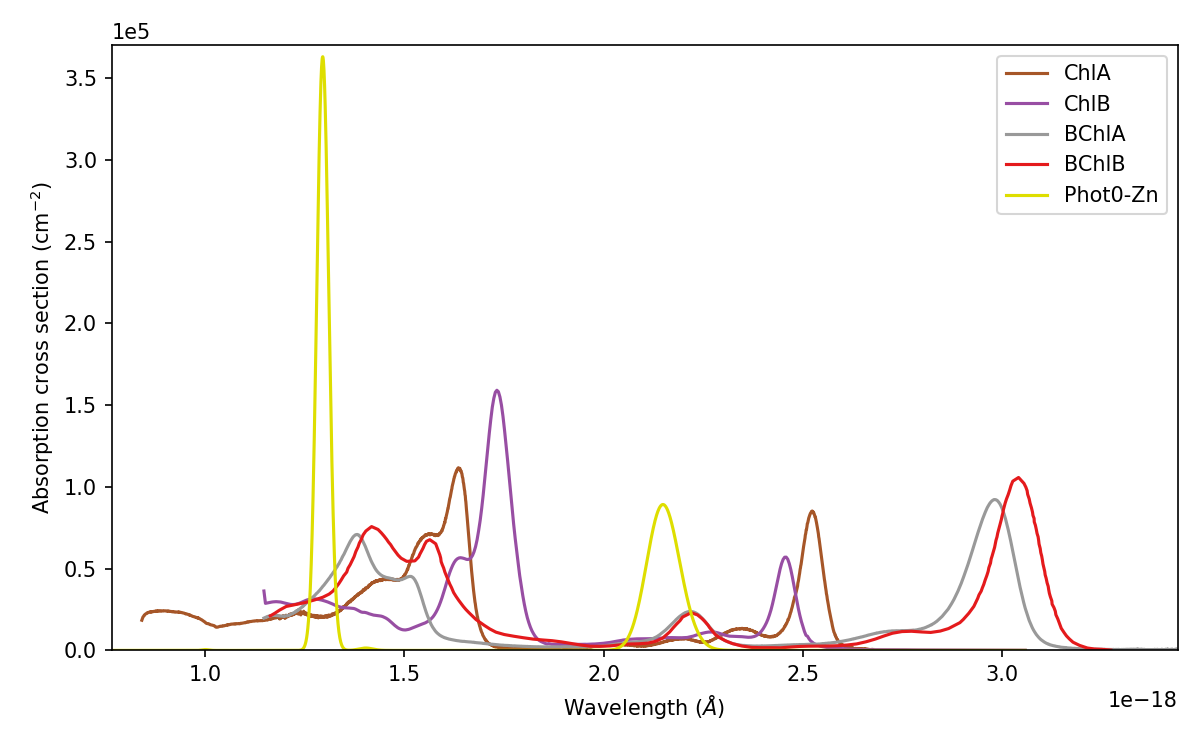 1e5
3.5
3.0
2.5
2.0
1.5
1.0
0.5
0.0
Absorption cross section (cm⁻²)
ChlA
ChlB
BChlA
BChlB
Phot0-Zn
1.0
1.5
2.0
2.5
3.0
1e−18
Wavelength (Å)